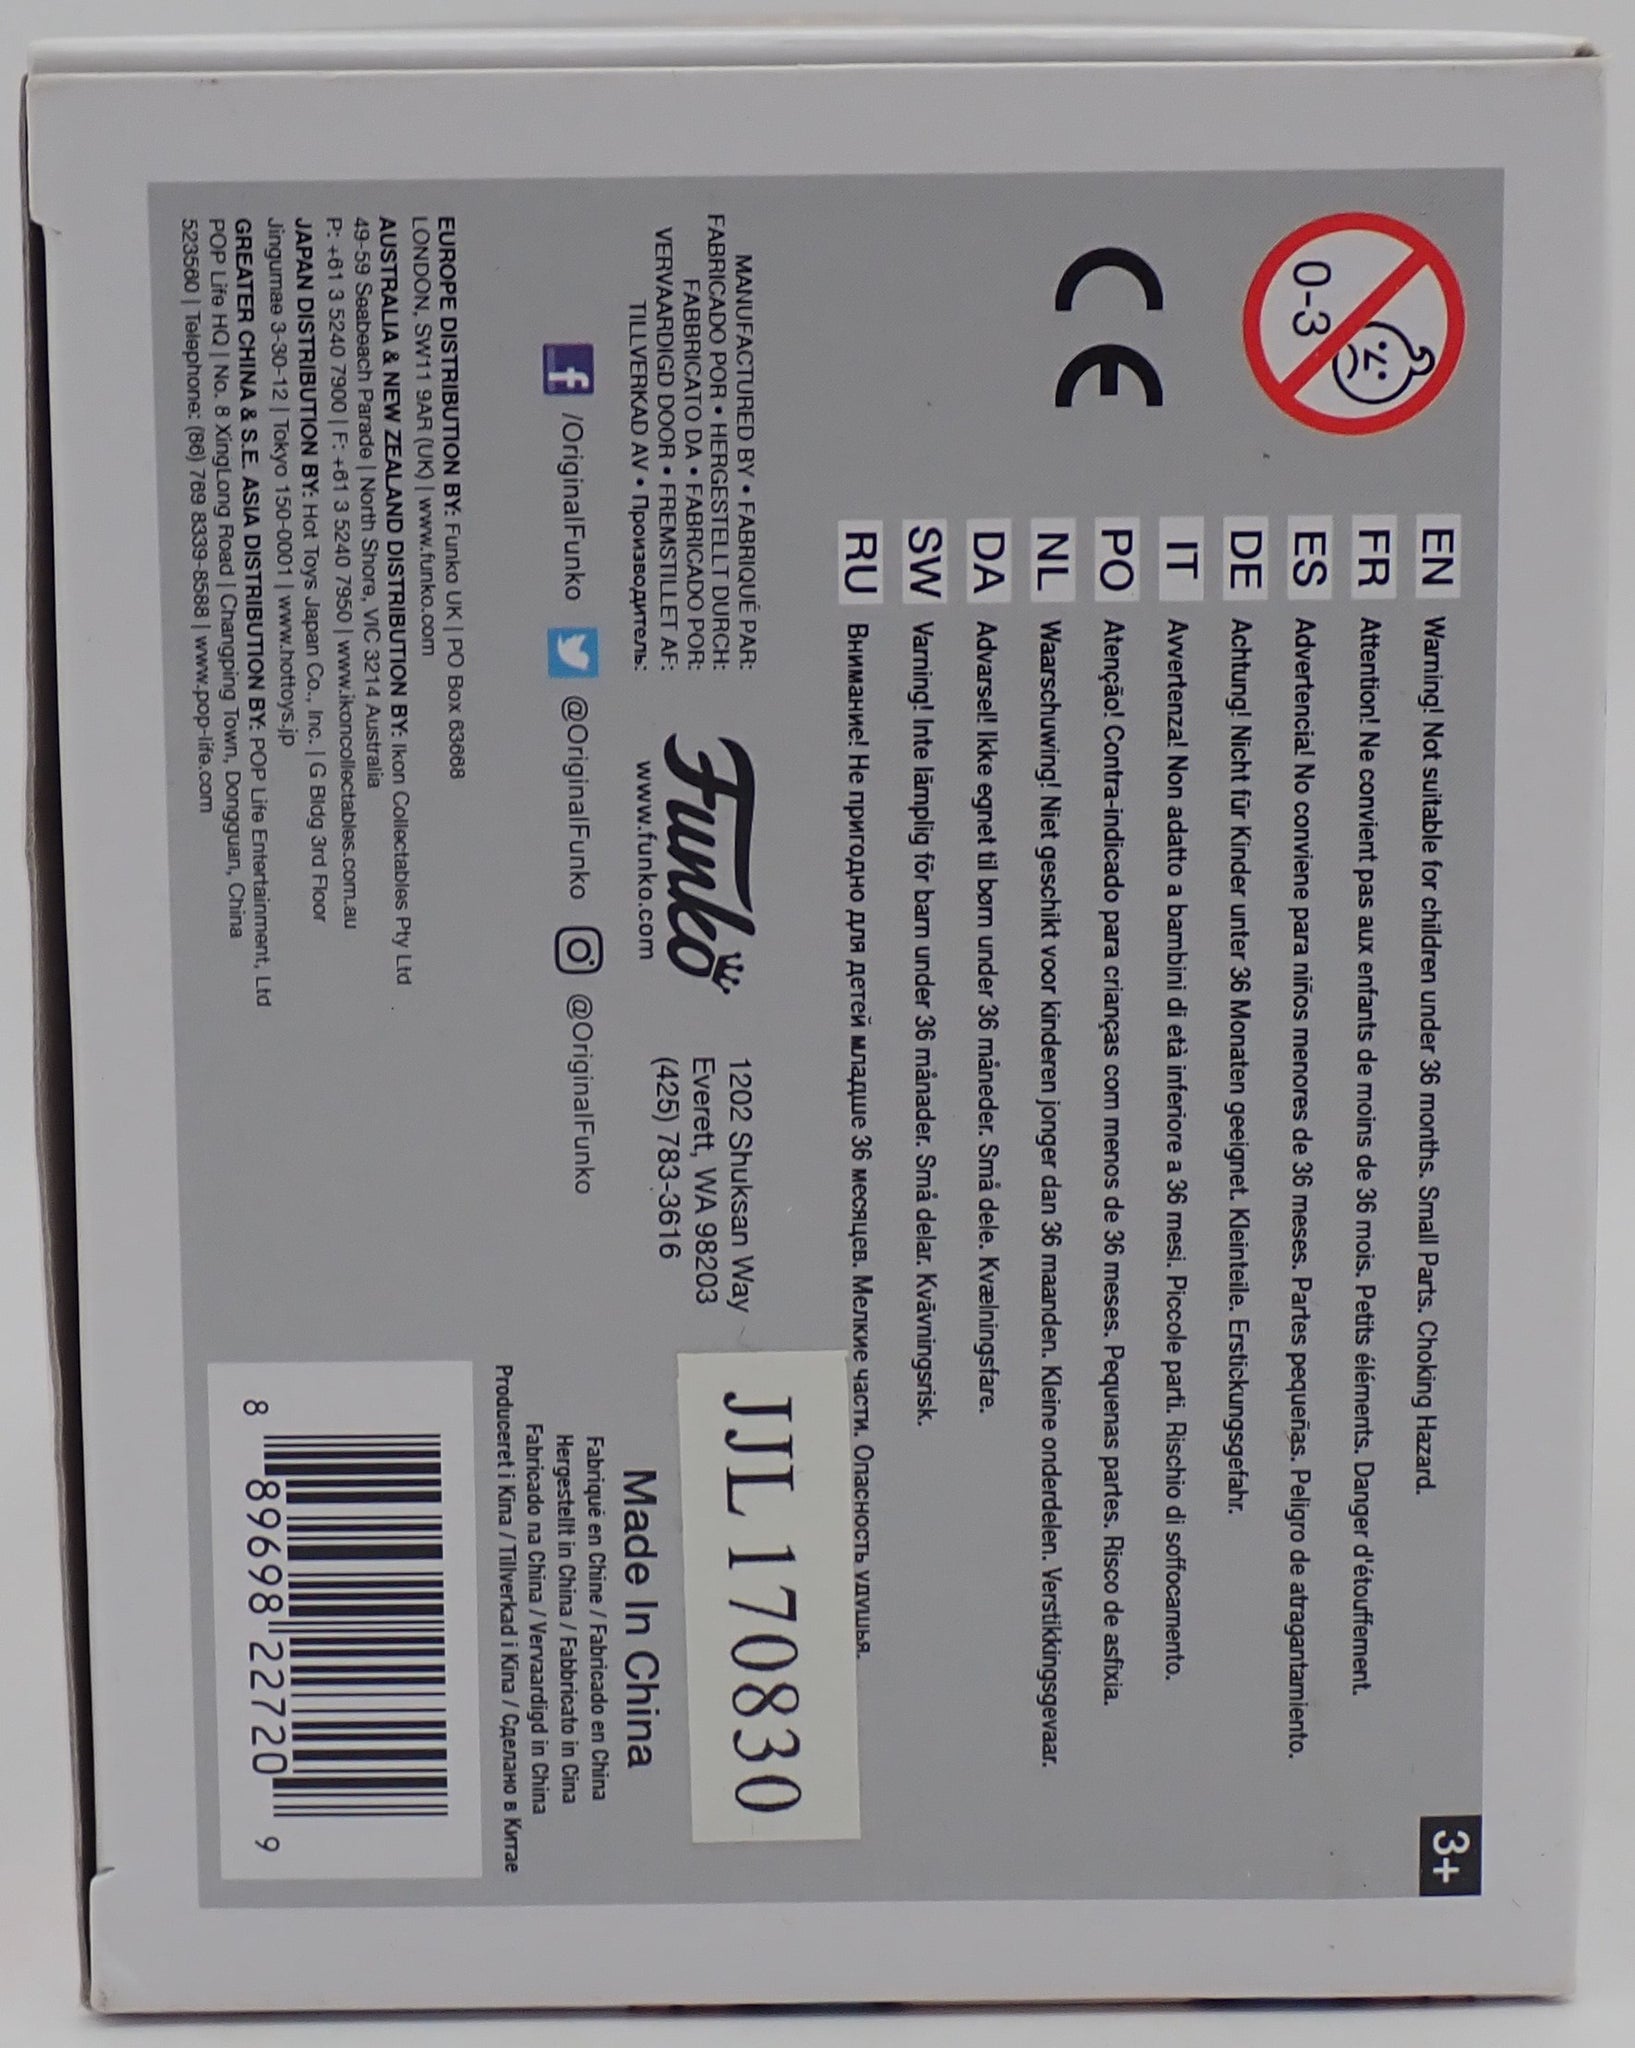 0-3
3+
EN Warning! Not suitable for children under 36 months. Small Parts. Choking Hazard.
FR Attention! Ne convient pas aux enfants de moins de 36 mois. Petits éléments. Danger d'étouffement.
ES Advertencia! No conviene para niños menores de 36 meses. Partes pequeñas. Peligro de atragantamiento.
DE Achtung! Nicht für Kinder unter 36 Monaten geeignet. Kleinteile. Erstickungsgefahr.
IT Avvertenza! Non adatto a bambini di età inferiore a 36 mesi. Piccole parti. Rischio di soffocamento.
CE
PO Atenção! Contra-indicado para crianças com menos de 36 meses. Pequenas partes. Risco de asfixia.
NL Waarschuwing! Niet geschikt voor kinderen jonger dan 36 maanden. Kleine onderdelen. Verstikkingsgevaar.
DA Advarsel! Ikke egnet til børn under 36 måneder. Små dele. Kvælningsfare.
SW Varning! Inte lämplig för barn under 36 månader. Små delar. Kvävningsrisk.
RU Внимание! Не пригодно для детей младше 36 месяцев. Мелкие части. Опасность удушья.
MANUFACTURED BY • FABRIQUÉ PAR:
FABRICADO POR • HERGESTELLT DURCH:
FABBRICATO DA • FABRICADO POR:
VERVAARDIGD DOOR • FREMSTILLET AF:
TILLVERKAD AV • Производитель:
Funko
www.funko.com
1202 Shuksan Way
Everett, WA 98203
(425) 783-3616
JJL 170830
f /OriginalFunko @OriginalFunko @OriginalFunko
Made In China
Fabriqué en Chine / Fabricado en China
Hergestellt in China / Fabbricato in Cina
Fabricado na China / Vervaardigd in China
Produceret i Kina / Tillverkad i Kina / Сделано в Китае
EUROPE DISTRIBUTION BY: Funko UK | PO Box 63668
LONDON, SW11 9AR (UK) | www.funko.com
AUSTRALIA & NEW ZEALAND DISTRIBUTION BY: Ikon Collectables Pty Ltd
49-59 Seabeach Parade | North Shore, VIC 3214 Australia
P: +61 3 5240 7900 | F: +61 3 5240 7950 | www.ikoncollectables.com.au
JAPAN DISTRIBUTION BY: Hot Toys Japan Co., Inc. | G Bldg 3rd Floor
Jingumae 3-30-12 | Tokyo 150-0001 | www.hottoys.jp
GREATER CHINA & S.E. ASIA DISTRIBUTION BY: POP Life Entertainment, Ltd
POP Life HQ | No. 8 XingLong Road | Changping Town, Dongguan, China
523560 | Telephone: (86) 769 8339-8588 | www.pop-life.com
8 89698 22720 9